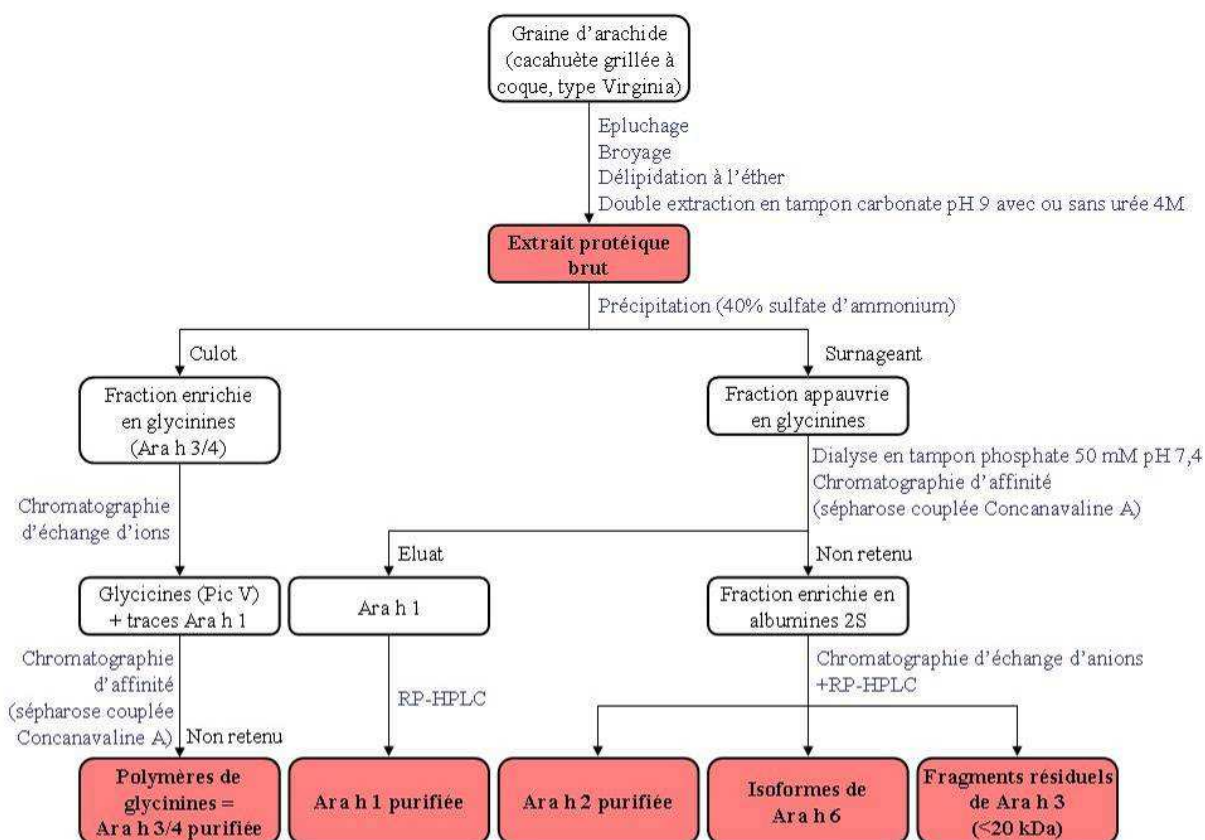 Graine d'arachide
(cacahuète grillée à
coque, type Virginia)
Epluchage
Broyage
Délipidation à l'éther
Double extraction en tampon carbonate pH 9 avec ou sans urée 4M
Extrait protéique
brut
Précipitation (40% sulfate d'ammonium)
Culot
Surnageant
Fraction enrichie
en glycinines
(Ara h 3/4)
Fraction appauvrie
en glycinines
Dialyse en tampon phosphate 50 mM pH 7,4
Chromatographie d'affinité
(sépharose couplée Concanavaline A)
Chromatographie
d'échange d'ions
Eluat
Non retenu
Glycicines (Pic V)
+ traces Ara h 1
Ara h 1
Fraction enrichie en
albumines 2S
Chromatographie
d'affinité
(sépharose couplée
Concanavaline A)
Non retenu
RP-HPLC
Chromatographie d'échange d'anions
+RP-HPLC
Polymères de
glycinines =
Ara h 3/4 purifiée
Ara h 1 purifiée
Ara h 2 purifiée
Isoformes de
Ara h 6
Fragments résiduels
de Ara h 3
(<20 kDa)